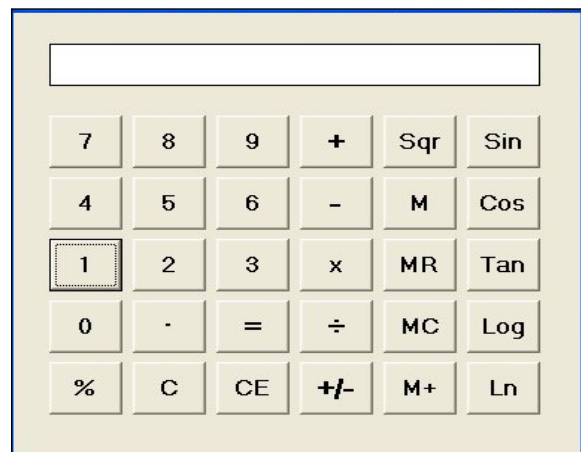 7 8 9 + Sqr Sin
4 5 6 - M Cos
1 2 3 x MR Tan
0 . = ÷ MC Log
% C CE +/- M+ Ln